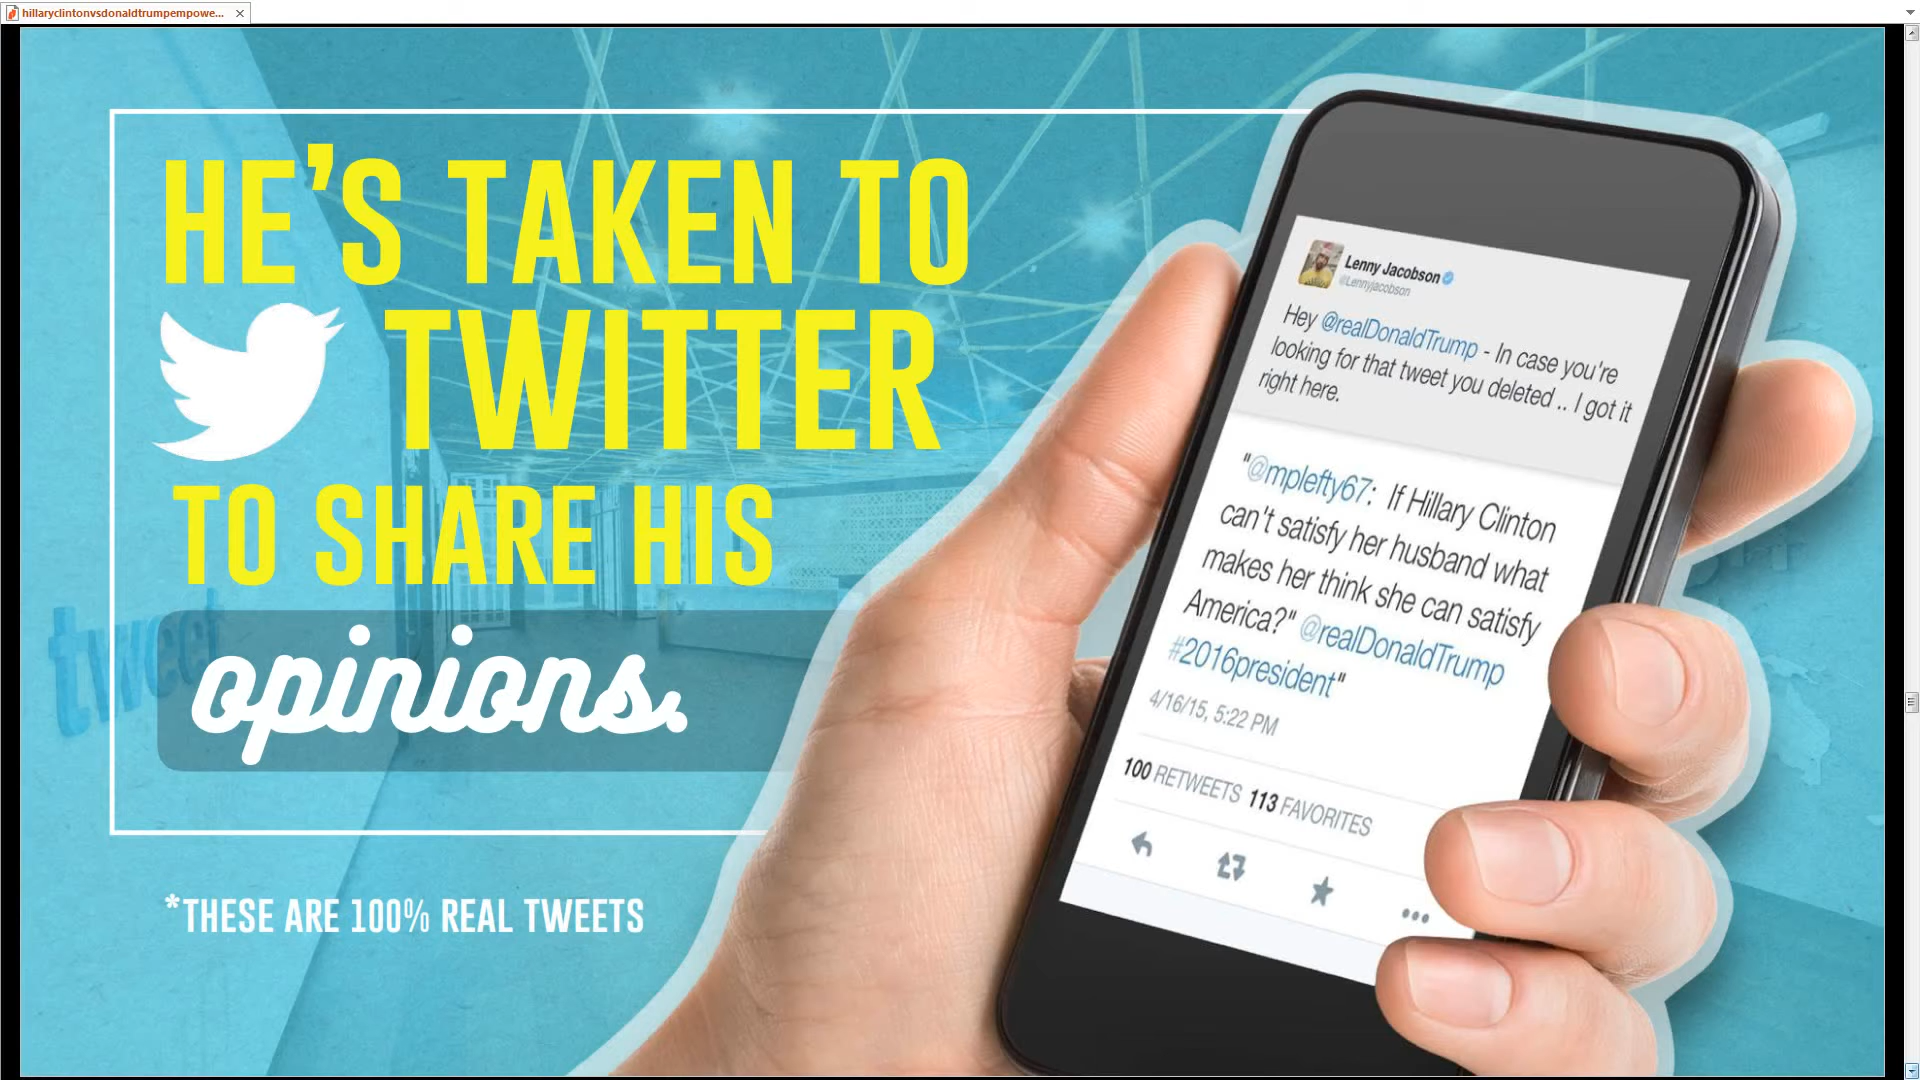 hillaryclintonvsdonaldtrumpempowe...
HE'S TAKEN TO
TWITTER
TO SHARE HIS
opinions.
*THESE ARE 100% REAL TWEETS
tweet
Lenny Jacobson
@Lennyjacobson
Hey @realDonaldTrump - In case you're
looking for that tweet you deleted .. I got it
right here.
"@mplefty67: If Hillary Clinton
can't satisfy her husband what
makes her think she can satisfy
America?" @realDonaldTrump
#2016president"
4/16/15, 5:22 PM
100 RETWEETS 113 FAVORITES